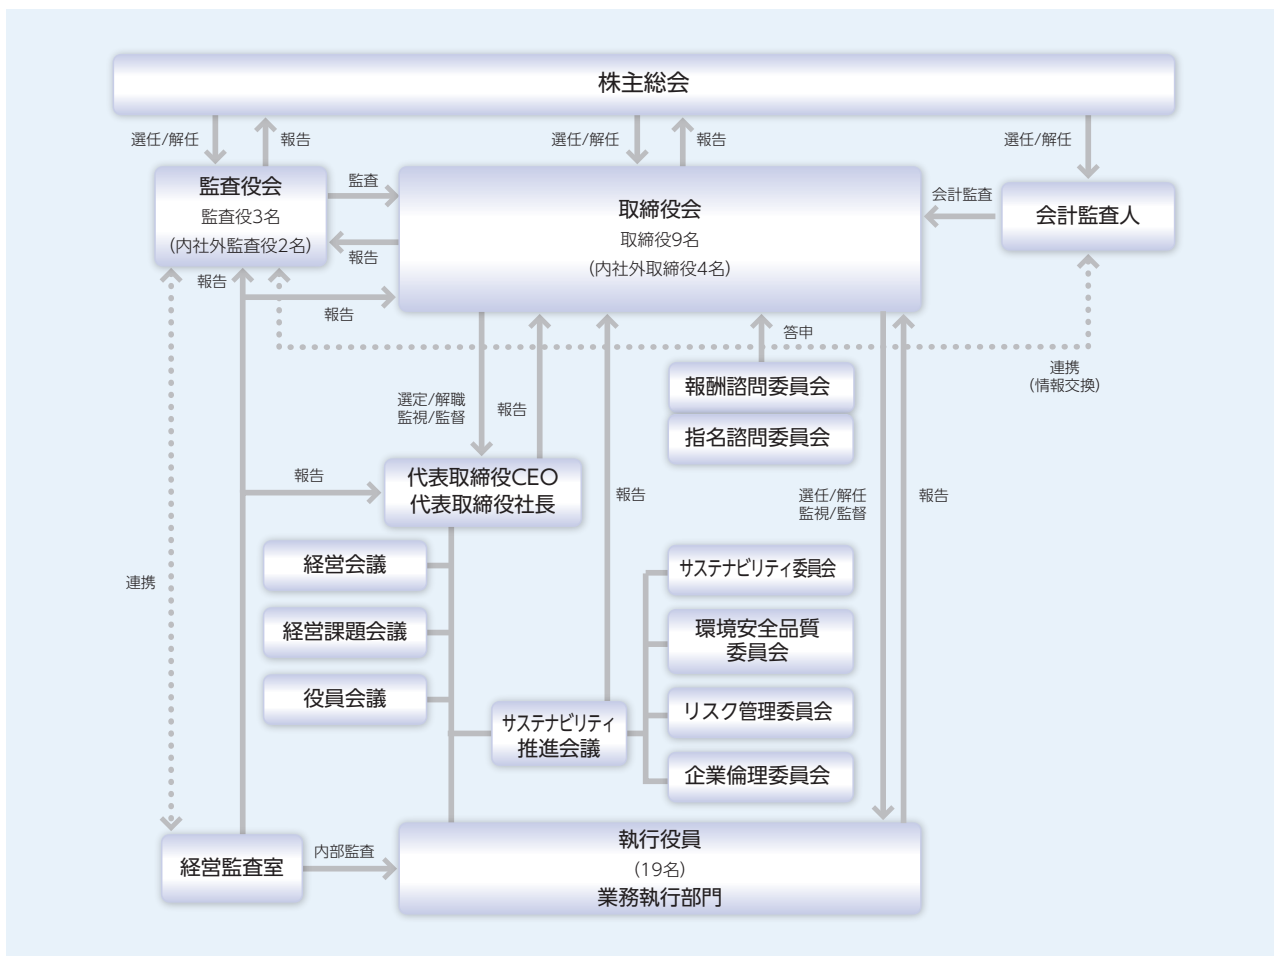 株主総会
選任/解任
報告
選任/解任
報告
選任/解任
監査役会
監査役3名
(内社外監査役2名)
監査
報告
取締役会
取締役9名
(内社外取締役4名)
会計監査
会計監査人
報告
報告
答申
連携
(情報交換)
報酬諮問委員会
指名諮問委員会
選定/解職
監視/監督
報告
報告
代表取締役CEO
代表取締役社長
報告
選任/解任
監視/監督
報告
連携
経営会議
経営課題会議
役員会議
サステナビリティ
推進会議
サステナビリティ委員会
環境安全品質
委員会
リスク管理委員会
企業倫理委員会
経営監査室
内部監査
執行役員
(19名)
業務執行部門